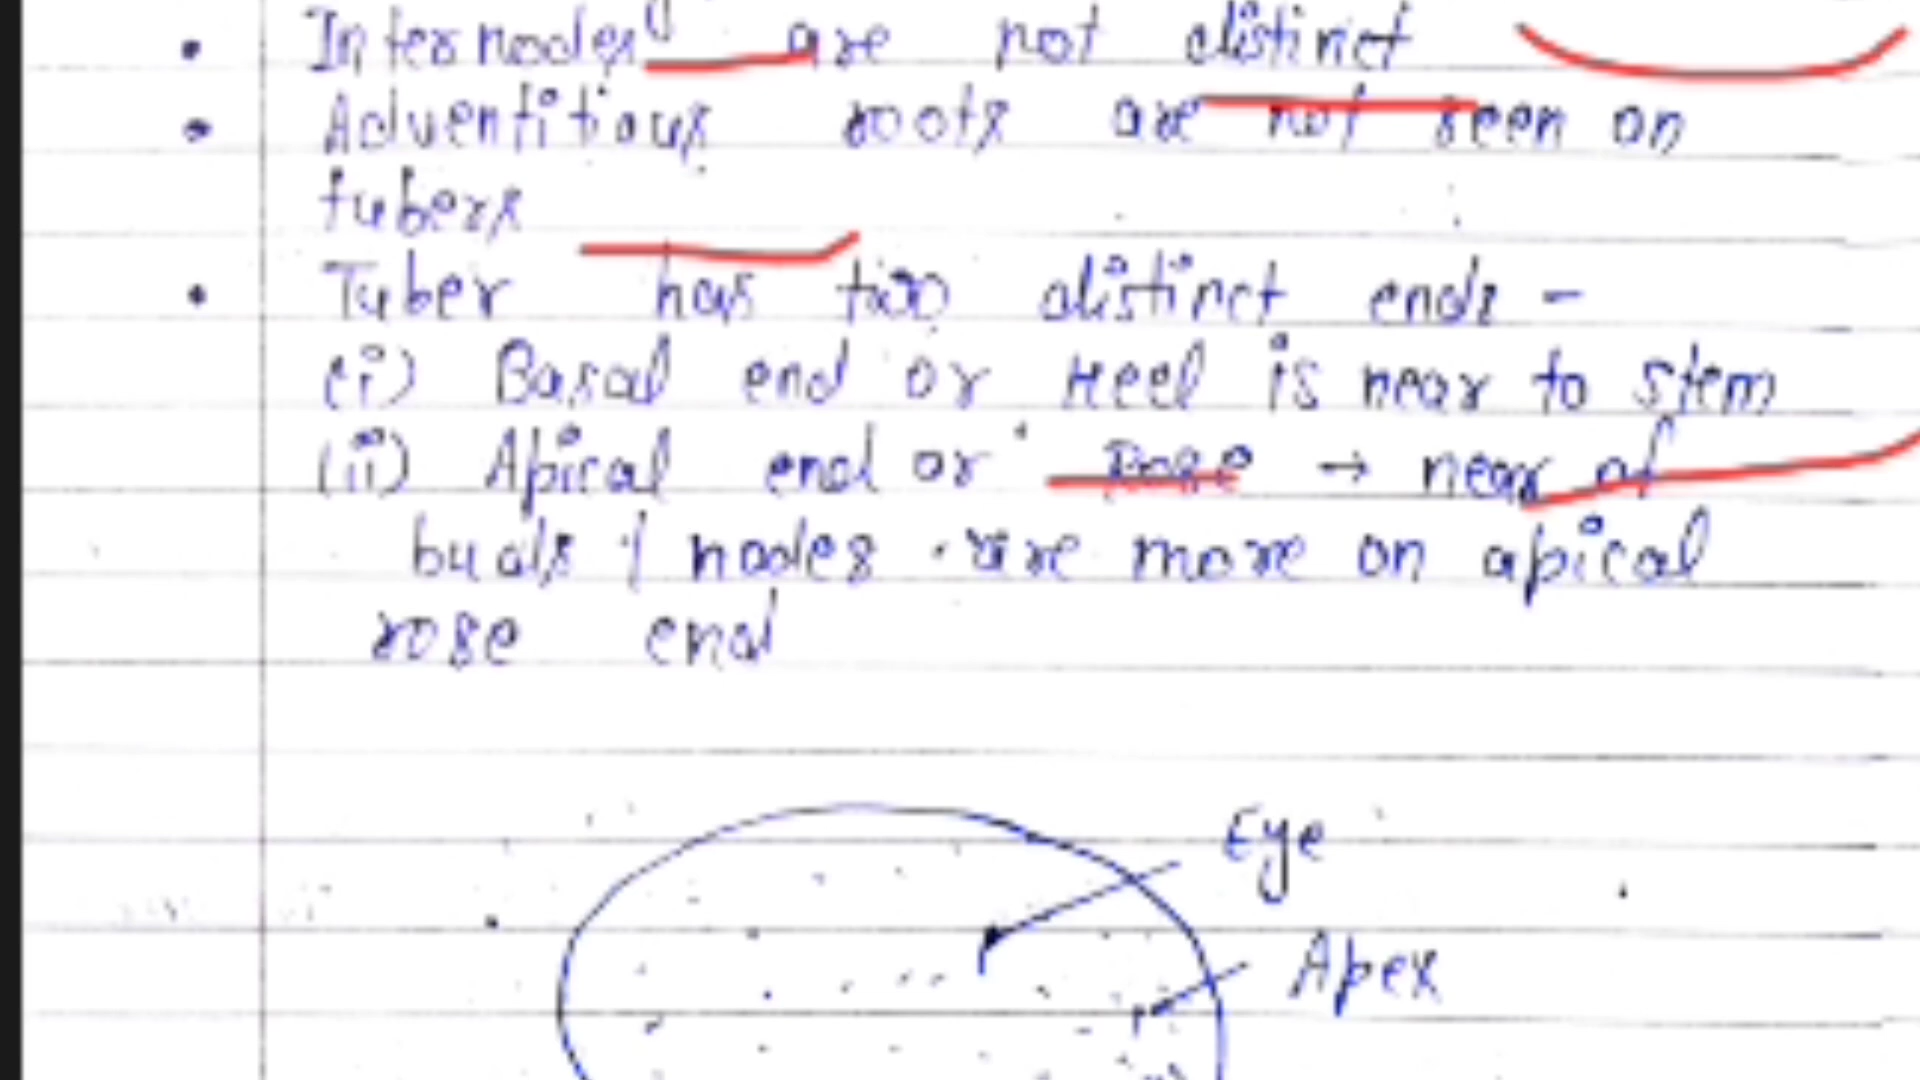 • Internodes are not distinct
• Adventitious roots are not seen on
tubers
• Tuber has two distinct ends -
(i) Basal end or Heel is near to stem
(ii) Apical end or Rose → near of
buds & nodes are more on apical
rose end
Eye
Apex